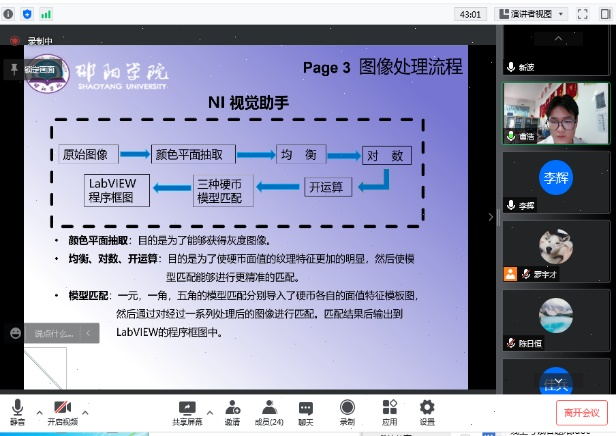 43:01
演讲者视图
录制中
锁定画面
邵阳学院
SHAOYANG UNIVERSITY
Page 3 图像处理流程
NI 视觉助手
原始图像
颜色平面抽取
均 衡
对 数
LabVIEW
程序框图
三种硬币
模型匹配
开运算
• 颜色平面抽取：目的是为了能够获得灰度图像。
• 均衡、对数、开运算：目的是为了使硬币面值的纹理特征更加的明显，然后使模
型匹配能够进行更精准的匹配。
• 模型匹配：一元，一角，五角的模型匹配分别导入了硬币各自的面值特征模板图，
然后通过对经过一系列处理后的图像进行匹配。匹配结果后输出到
LabVIEW的程序框图中。
说点什么...
新波
曹浩
李辉
李辉
罗宇才
陈日恒
静音
开启视频
共享屏幕
邀请
成员(24)
聊天
录制
应用
设置
离开会议